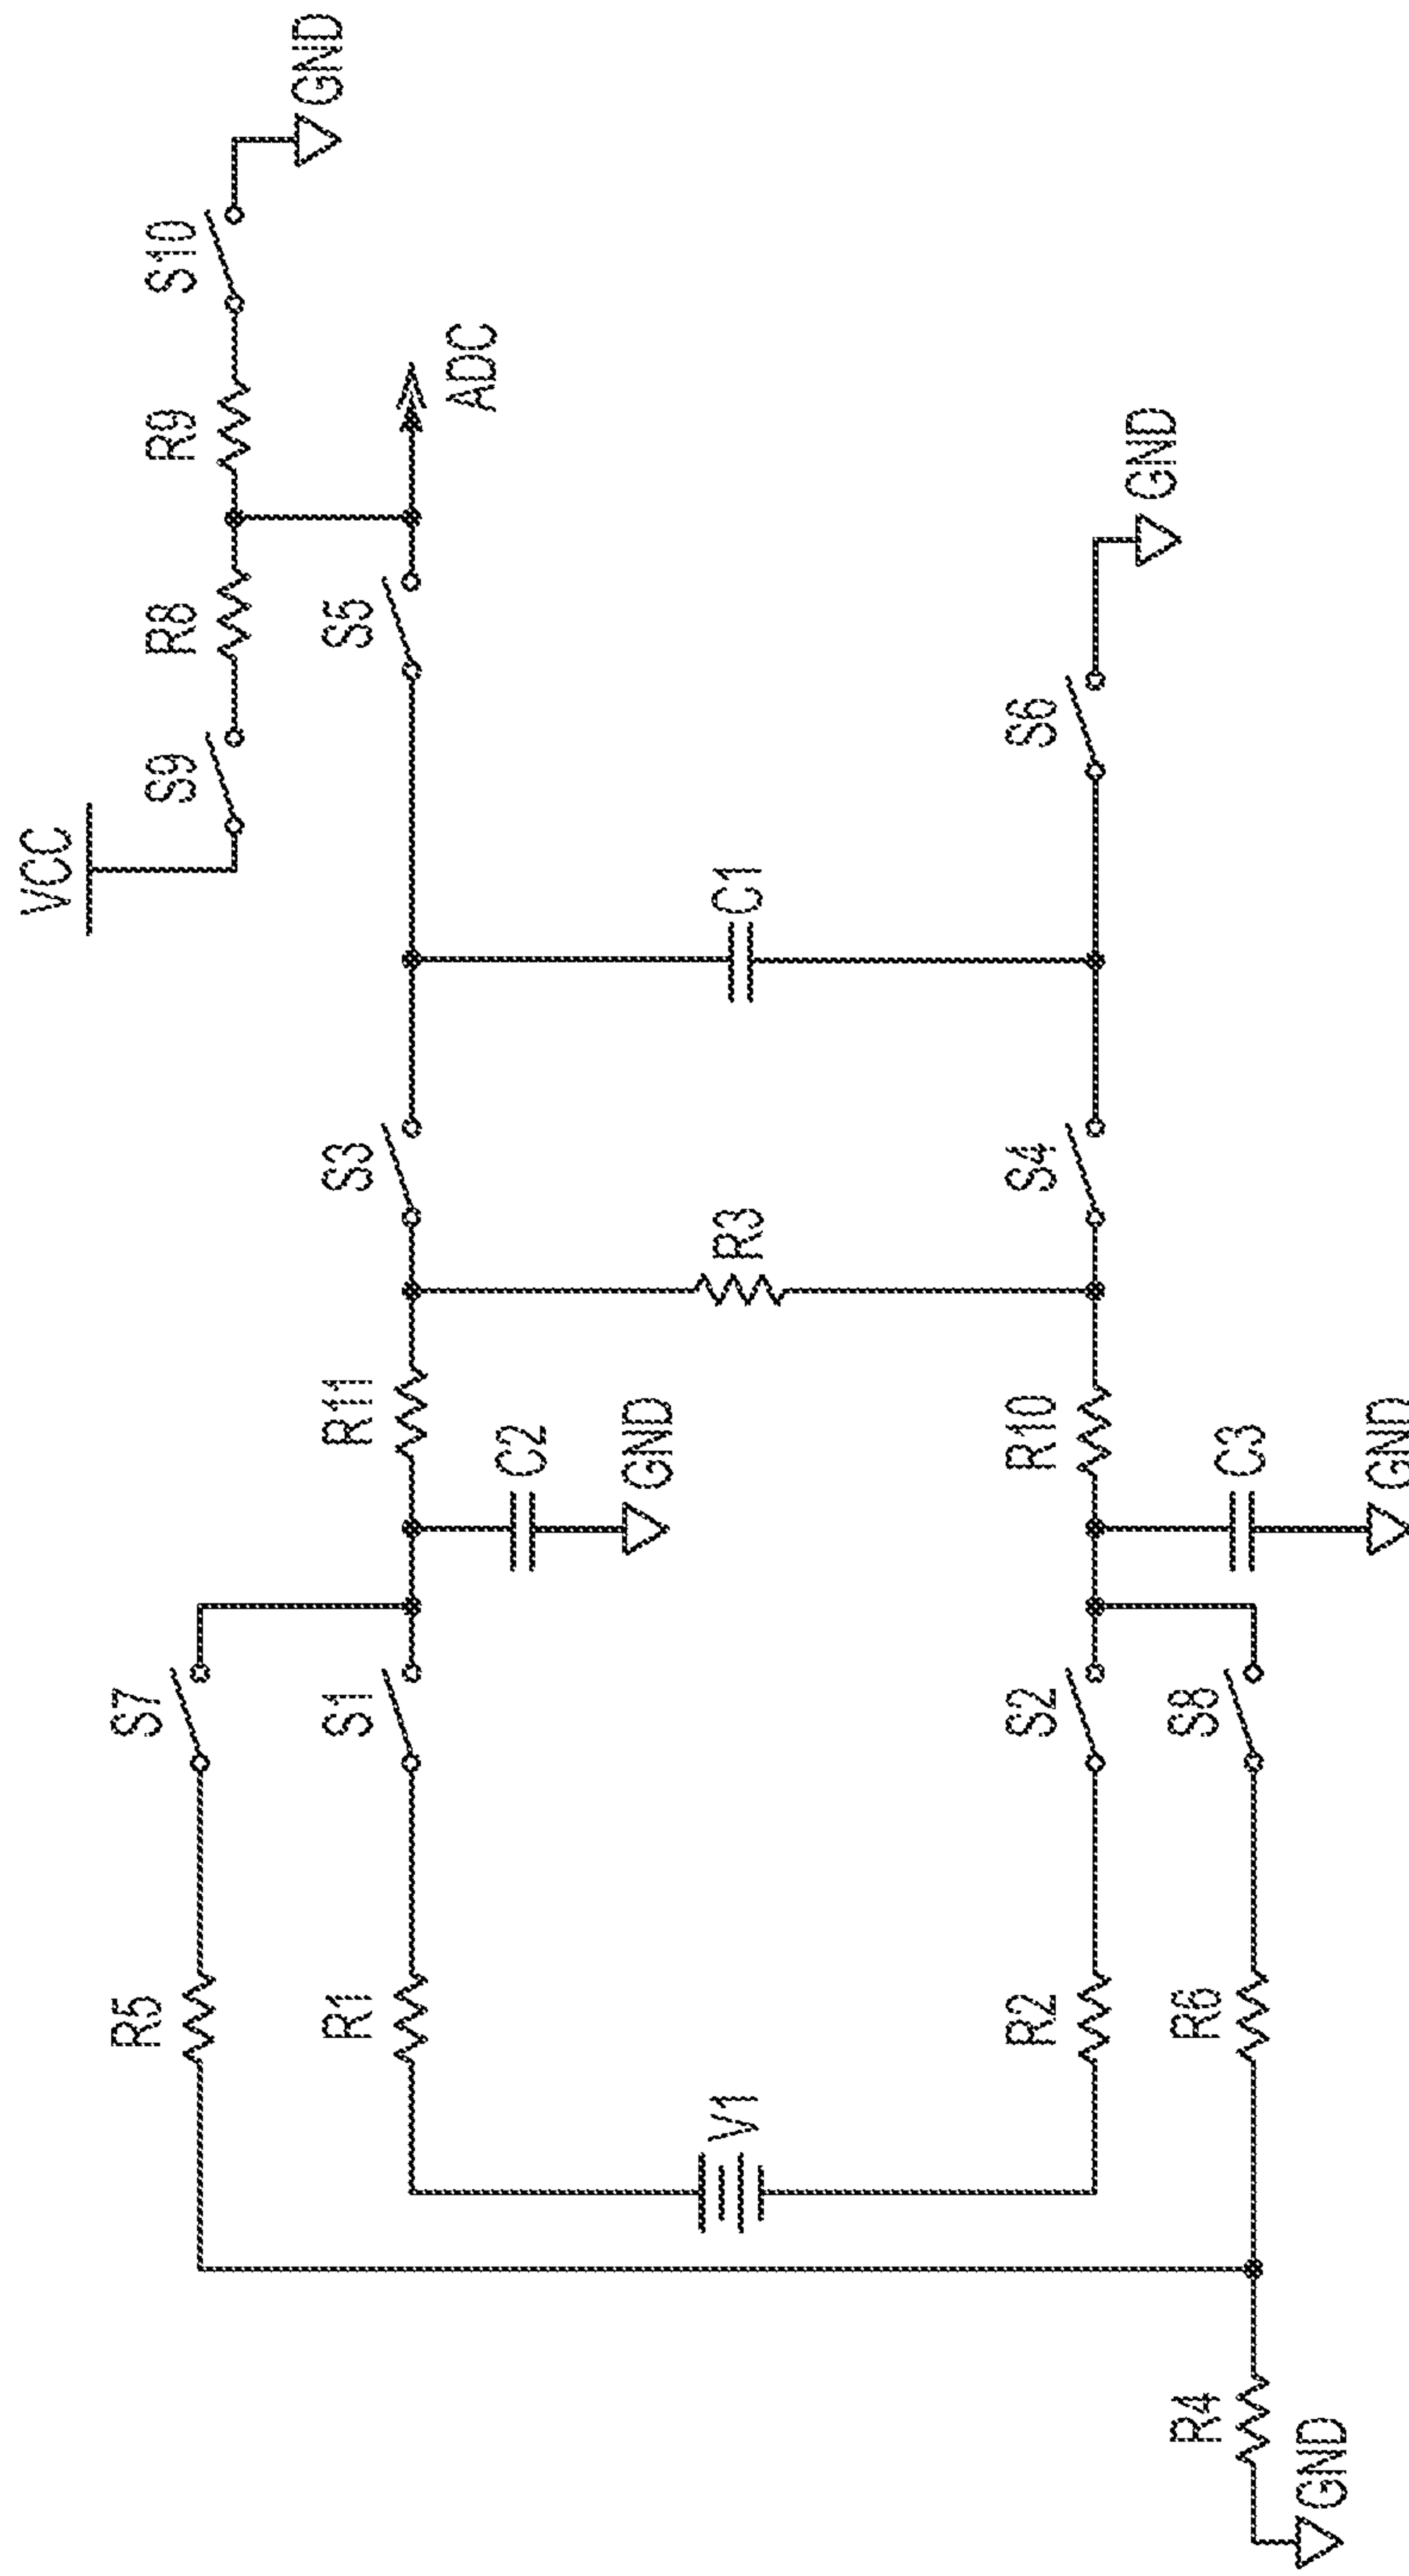 VCC
S9
R8
R9
S10
GND
S3
S5
ADC
R5
S7
R1
S1
R11
C2
GND
V1
R3
C1
R2
S2
R10
S4
S6
GND
R4
GND
R6
S8
C3
GND